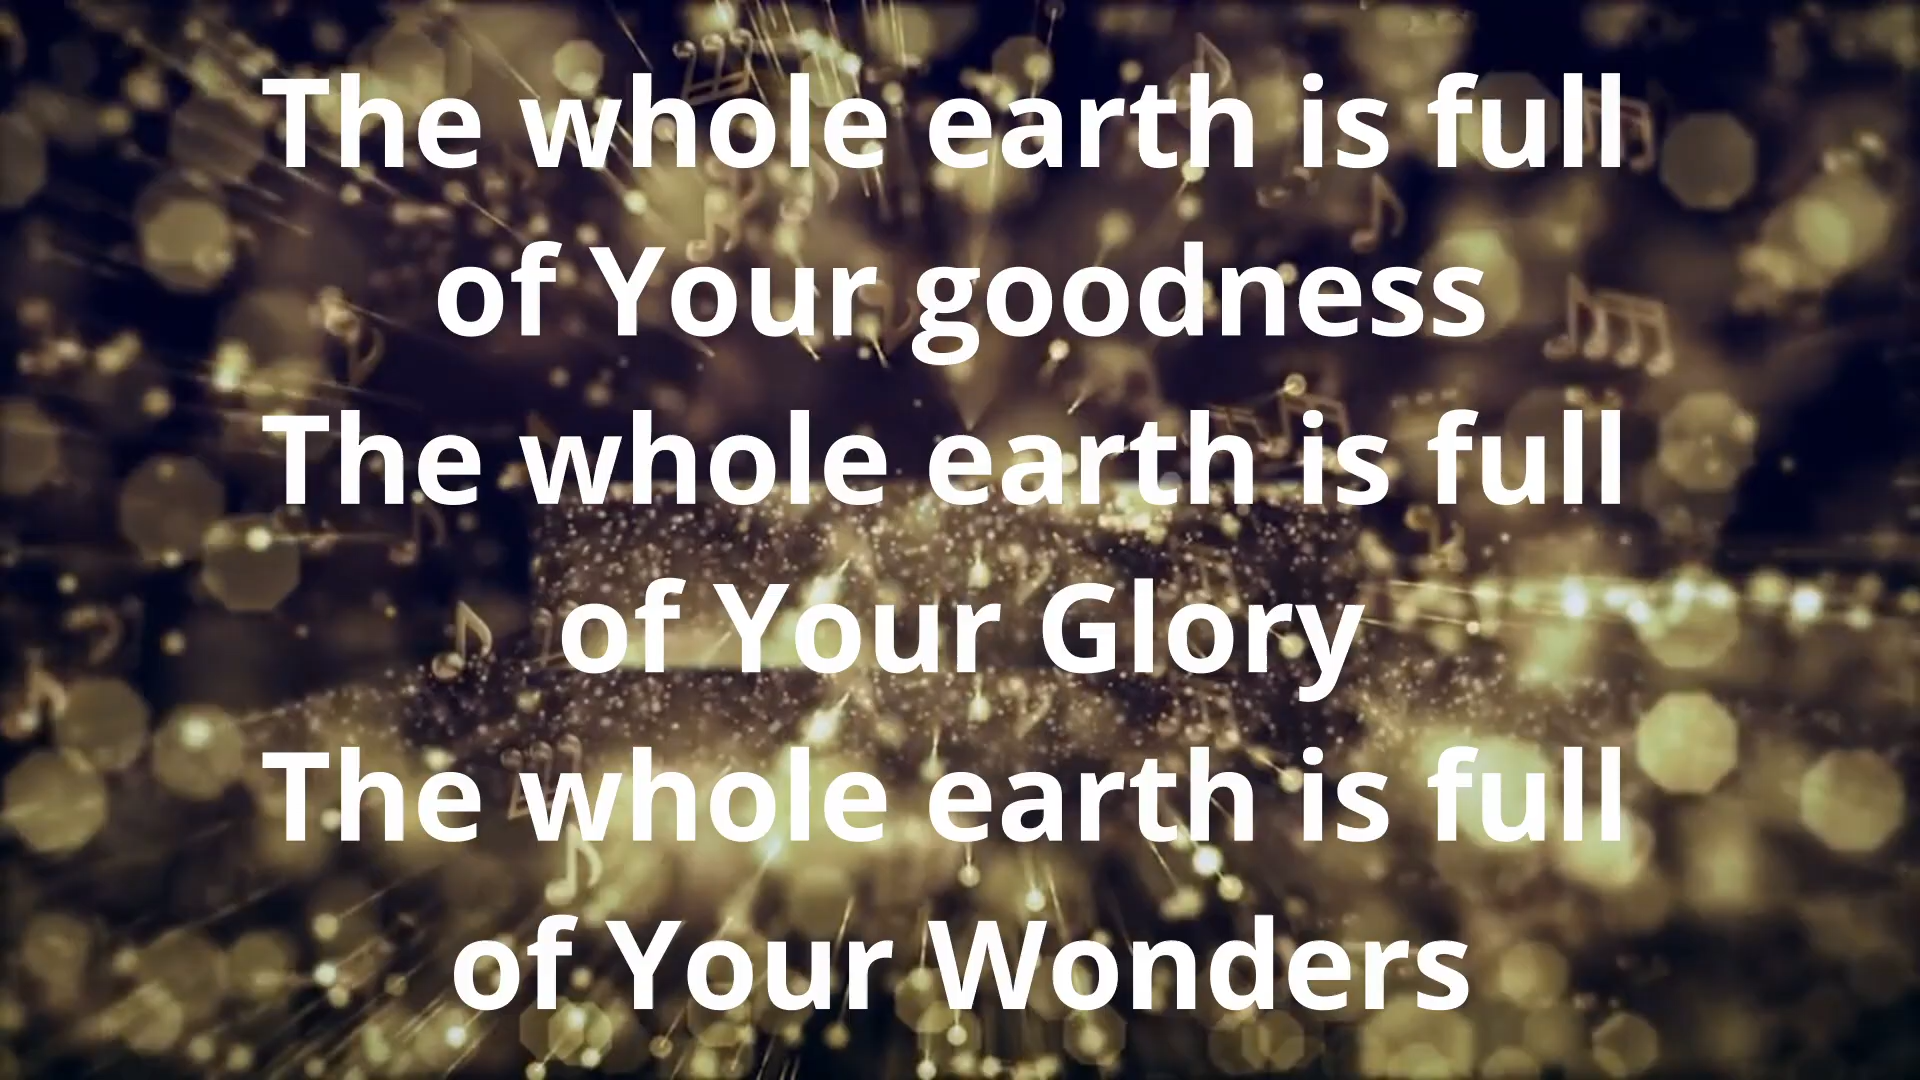 The whole earth is full
of Your goodness
The whole earth is full
of Your Glory
The whole earth is full
of Your Wonders